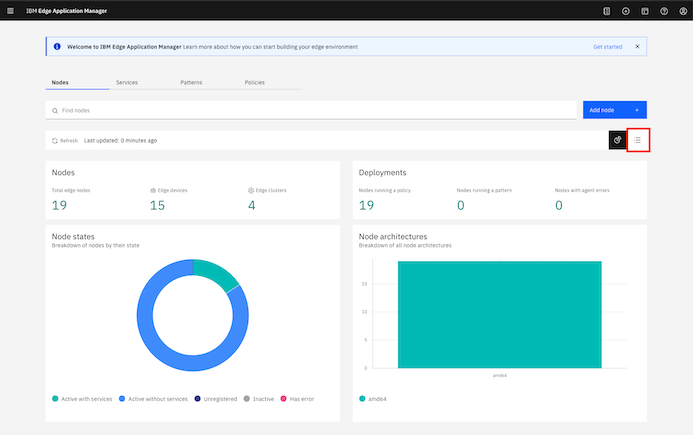 IBM Edge Application Manager
Welcome to IBM Edge Application Manager Learn more about how you can start building your edge environment
Get started
Nodes
Services
Patterns
Policies
Find nodes
Add node +
Refresh
Last updated: 0 minutes ago
Nodes
Total edge nodes
Edge devices
Edge clusters
19
15
4
Deployments
Nodes running a policy
Nodes running a pattern
Nodes with agent errors
19
0
0
Node states
Breakdown of nodes by their state
Active with services
Active without services
Unregistered
Inactive
Has error
Node architectures
Breakdown of all node architectures
15
10
5
0
amd64
amd64